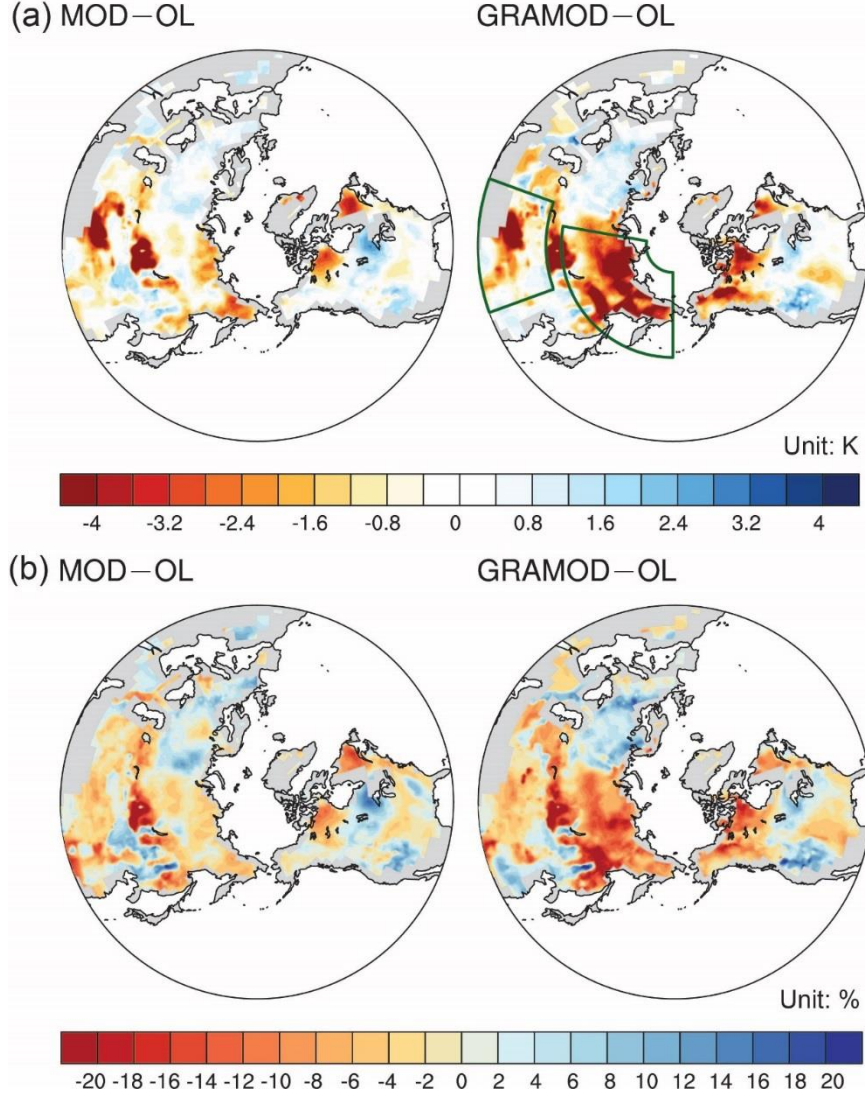 (a) MOD—OL GRAMOD—OL
Unit: K
-4 -3.2 -2.4 -1.6 -0.8 0 0.8 1.6 2.4 3.2 4
(b) MOD—OL GRAMOD—OL
Unit: %
-20 -18 -16 -14 -12 -10 -8 -6 -4 -2 0 2 4 6 8 10 12 14 16 18 20